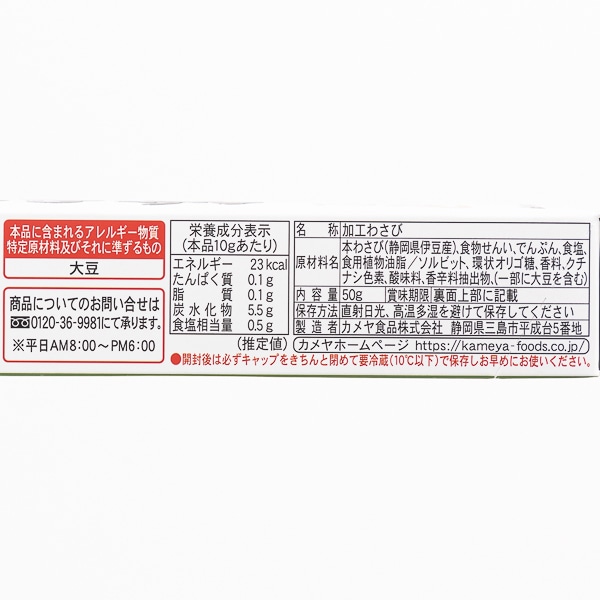 本品に含まれるアレルギー物質
特定原材料及びそれに準ずるもの
大豆
商品についてのお問い合せは
0120-36-9981にて承ります。
※平日AM8:00〜PM6:00
栄養成分表示
(本品10gあたり)
エネルギー 23kcal
たんぱく質 0.1g
脂質 0.1g
炭水化物 5.5g
食塩相当量 0.5g
(推定値)
名称 加工わさび
原材料名 本わさび(静岡県伊豆産)、食物せんい、でんぷん、食塩、
食用植物油脂/ソルビット、環状オリゴ糖、香料、クチ
ナシ色素、酸味料、香辛料抽出物、(一部に大豆を含む)
内容量 50g 賞味期限 裏面上部に記載
保存方法 直射日光、高温多湿を避けて保存してください
製造者 カメヤ食品株式会社 静岡県三島市平成台5番地
カメヤホームページ https://kameya-foods.co.jp/
●開封後は必ずキャップをきちんと閉めて要冷蔵(10℃以下)で保存しお早めにお使いください。